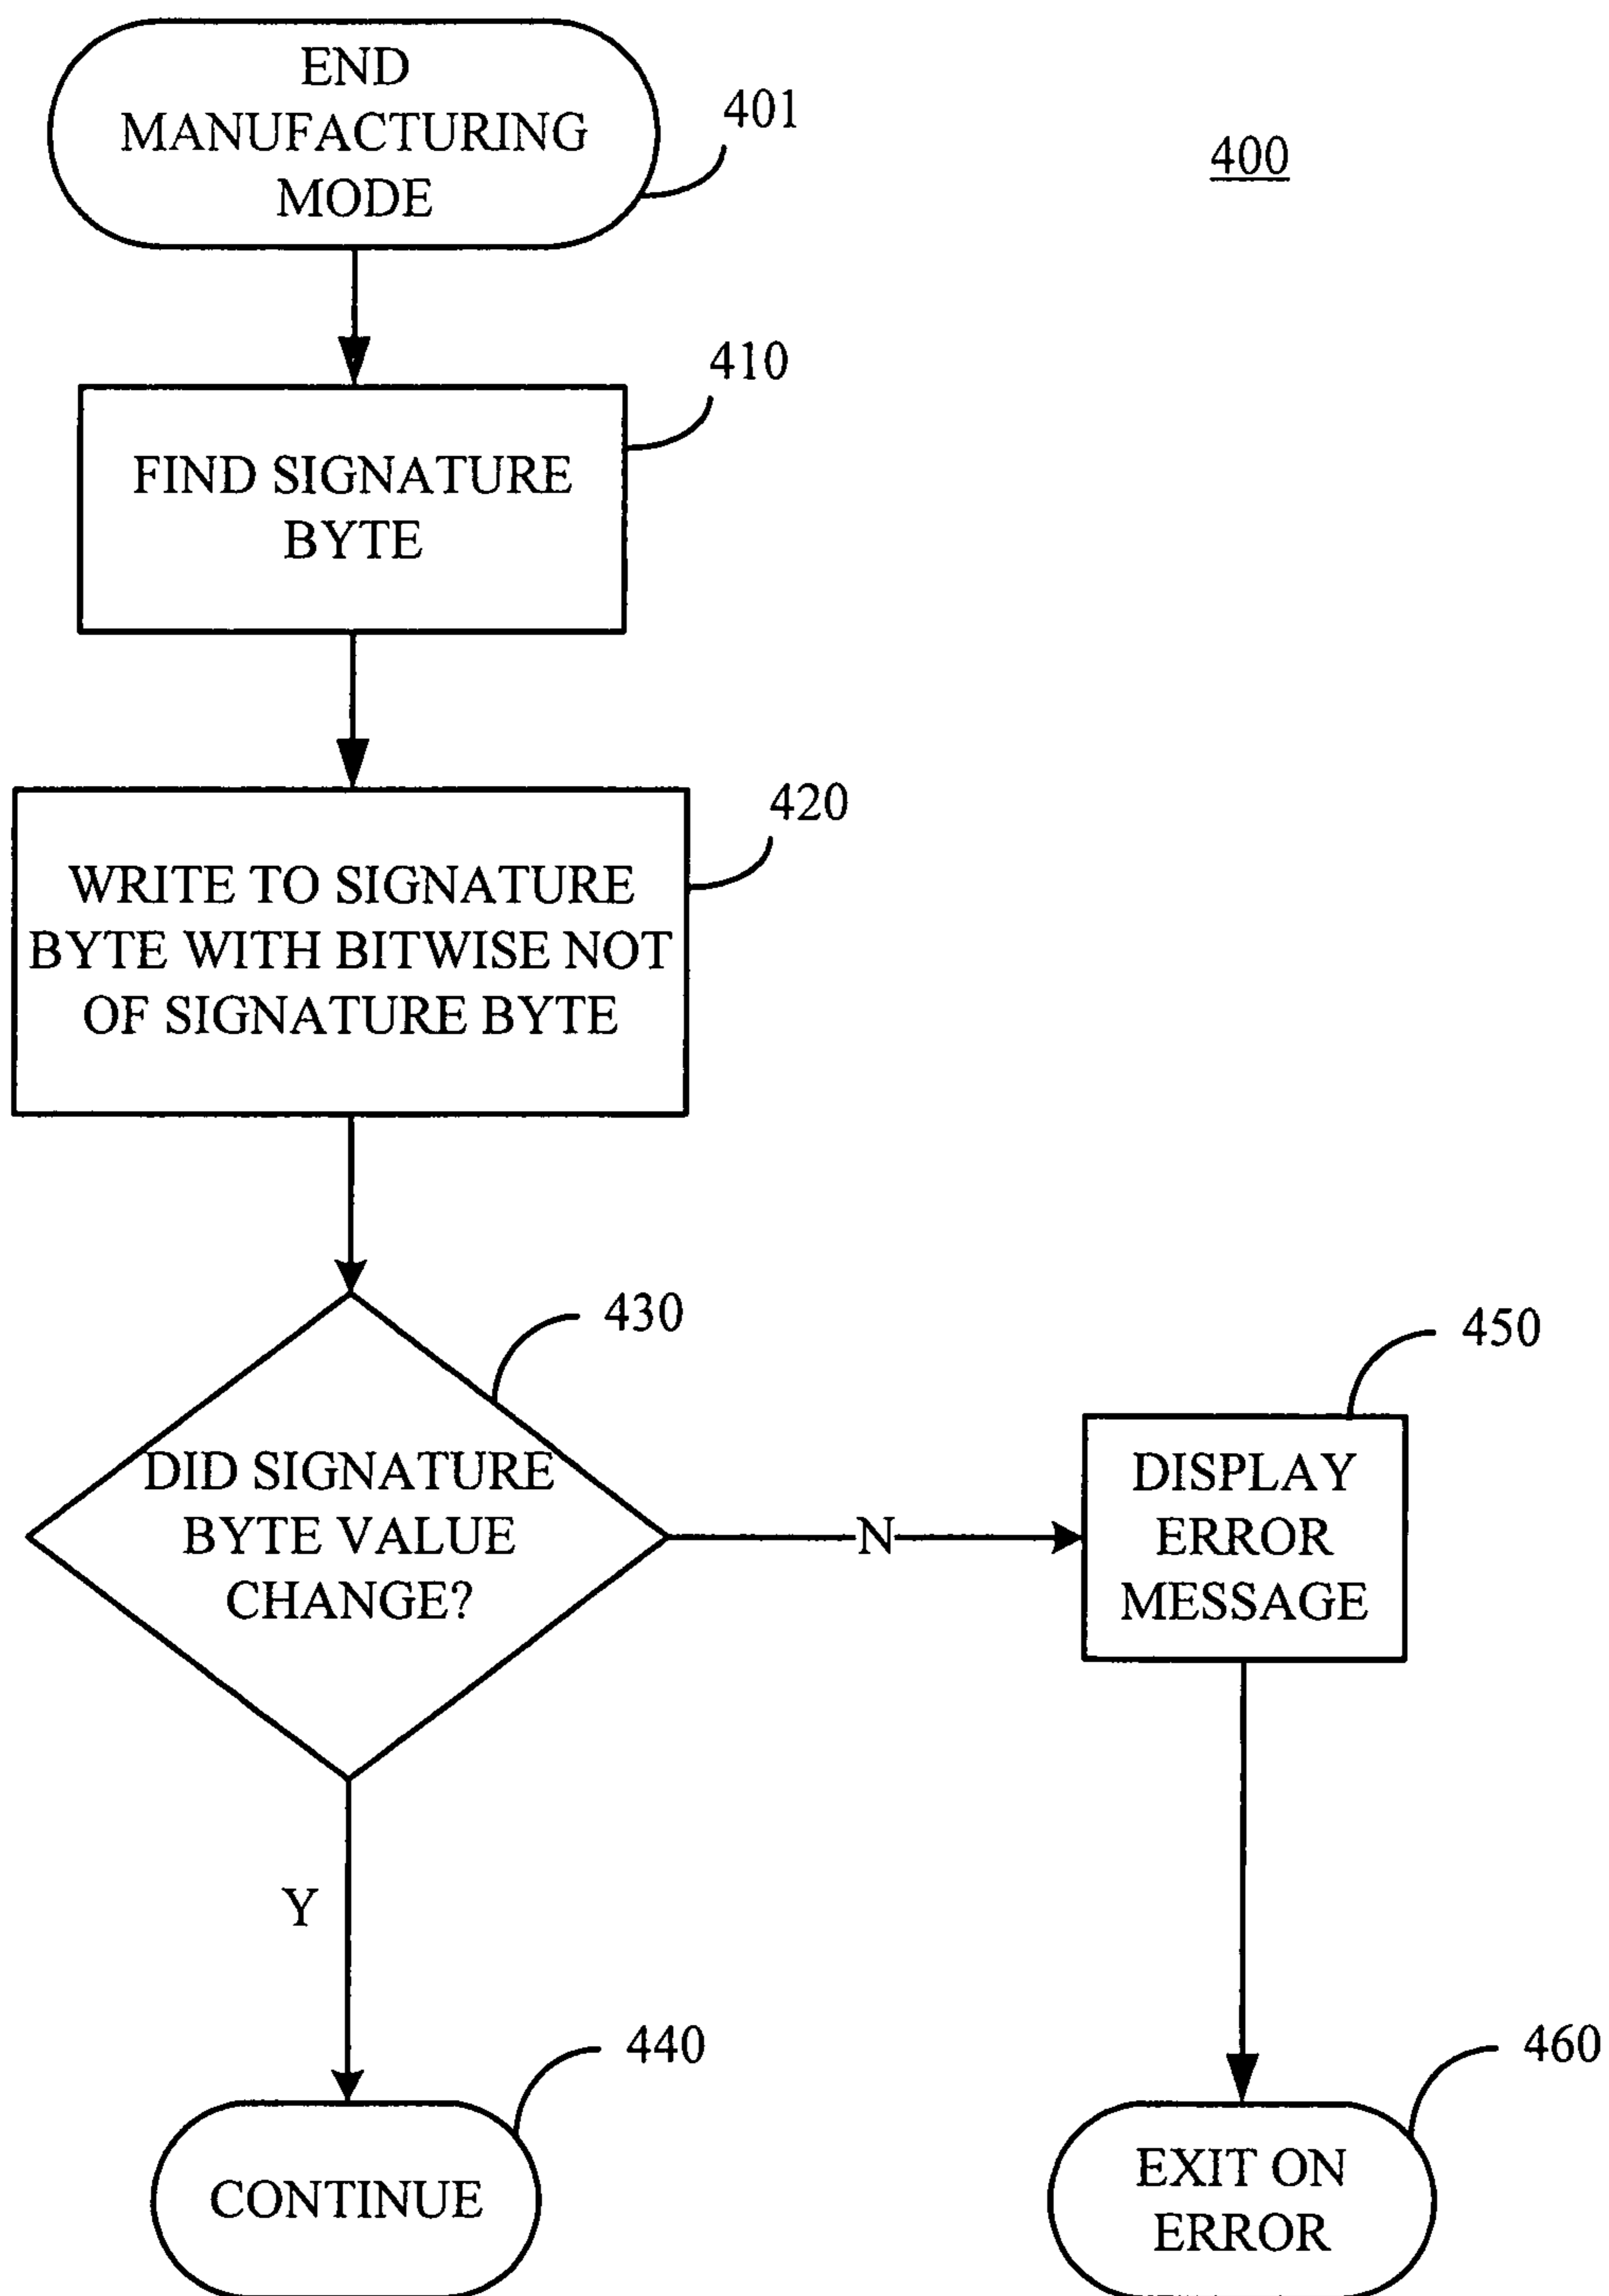 END
MANUFACTURING
MODE
401
400
410
FIND SIGNATURE
BYTE
420
WRITE TO SIGNATURE
BYTE WITH BITWISE NOT
OF SIGNATURE BYTE
430
450
DID SIGNATURE
BYTE VALUE
CHANGE?
N
DISPLAY
ERROR
MESSAGE
Y
440
460
CONTINUE
EXIT ON
ERROR